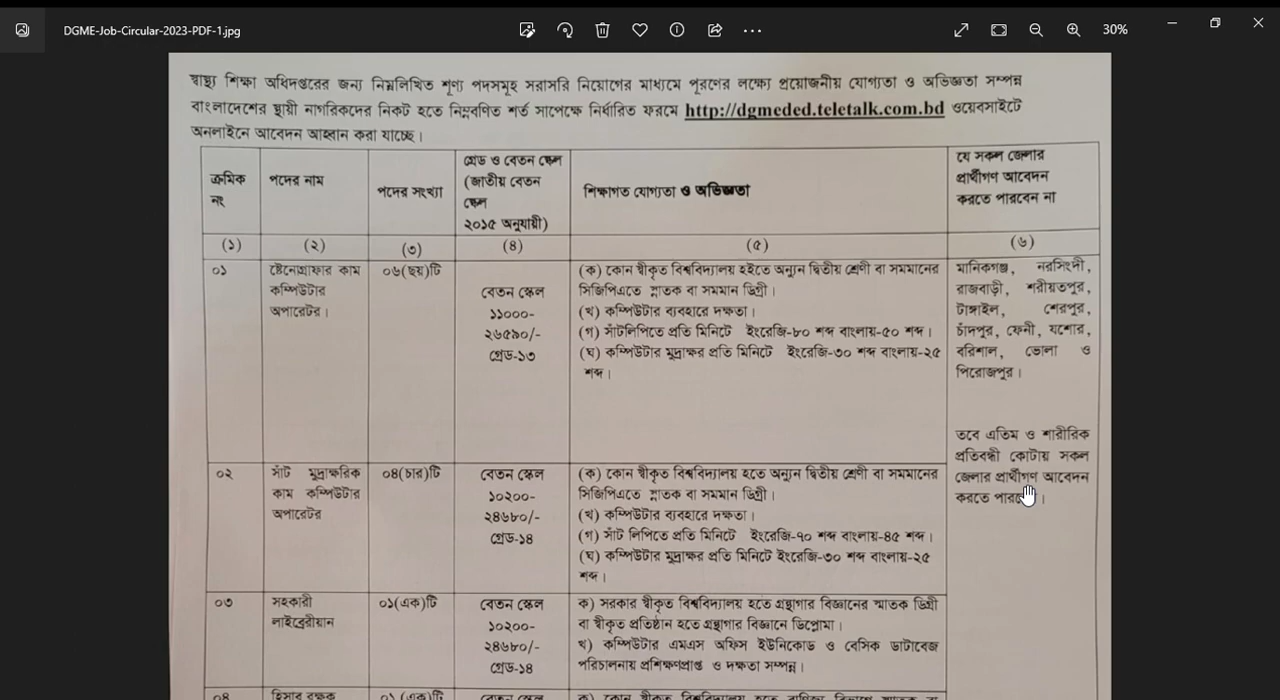 DGME-Job-Circular-2023-PDF-1.jpg
30%
স্বাস্থ্য শিক্ষা অধিদপ্তরের জন্য নিম্নলিখিত শূণ্য পদসমূহ সরাসরি নিয়োগের মাধ্যমে পূরণের লক্ষ্যে প্রয়োজনীয় যোগ্যতা ও অভিজ্ঞতা সম্পন্ন
বাংলাদেশের স্থায়ী নাগরিকদের নিকট হতে নিম্নবর্ণিত শর্ত সাপেক্ষে নির্ধারিত ফরমে http://dgmeded.teletalk.com.bd ওয়েবসাইটে
অনলাইনে আবেদন আহ্বান করা যাচ্ছে।
ক্রমিক
নং
পদের নাম
পদের সংখ্যা
গ্রেড ও বেতন স্কেল
(জাতীয় বেতন
স্কেল
২০১৫ অনুযায়ী)
শিক্ষাগত যোগ্যতা ও অভিজ্ঞতা
যে সকল জেলার
প্রার্থীগণ আবেদন
করতে পারবেন না
(১)
(২)
(৩)
(৪)
(৫)
(৬)
০১
ষ্টেনোগ্রাফার কাম
কম্পিউটার
অপারেটর।
০৬(ছয়)টি
বেতন স্কেল
১১০০০-
২৬৫৯০/-
গ্রেড-১৩
(ক) কোন স্বীকৃত বিশ্ববিদ্যালয় হইতে অন্যুন দ্বিতীয় শ্রেণী বা সমমানের
সিজিপিএতে স্নাতক বা সমমান ডিগ্রী।
(খ) কম্পিউটার ব্যবহারে দক্ষতা।
(গ) সাঁটলিপিতে প্রতি মিনিটে ইংরেজি-৮০ শব্দ বাংলায়-৫০ শব্দ।
(ঘ) কম্পিউটার মুদ্রাক্ষর প্রতি মিনিটে ইংরেজি-৩০ শব্দ বাংলায়-২৫
শব্দ।
মানিকগঞ্জ, নরসিংদী,
রাজবাড়ী, শরীয়তপুর,
টাঙ্গাইল, শেরপুর,
চাঁদপুর, ফেনী, যশোর,
বরিশাল, ভোলা ও
পিরোজপুর।
তবে এতিম ও শারীরিক
প্রতিবন্ধী কোটায় সকল
জেলার প্রার্থীগণ আবেদন
করতে
০২
সাঁট মুদ্রাক্ষরিক
কাম কম্পিউটার
অপারেটর
০৪(চার)টি
বেতন স্কেল
১০২০০-
২৪৬৮০/-
গ্রেড-১৪
(ক) কোন স্বীকৃত বিশ্ববিদ্যালয় হতে অন্যুন দ্বিতীয় শ্রেণী বা সমমানের
সিজিপিএতে স্নাতক বা সমমান ডিগ্রী।
(খ) কম্পিউটার ব্যবহারে দক্ষতা।
(গ) সাঁট লিপিতে প্রতি মিনিটে ইংরেজি-৭০ শব্দ বাংলায়-৪৫ শব্দ।
(ঘ) কম্পিউটার মুদ্রাক্ষর প্রতি মিনিটে ইংরেজি-৩০ শব্দ বাংলায়-২৫
শব্দ।
০৩
সহকারী
লাইব্রেরীয়ান
০১(এক)টি
বেতন স্কেল
১০২০০-
২৪৬৮০/-
গ্রেড-১৪
ক) সরকার স্বীকৃত বিশ্ববিদ্যালয় হতে গ্রন্থাগার বিজ্ঞানের স্নাতক ডিগ্রী
বা স্বীকৃত প্রতিষ্ঠান হতে গ্রন্থাগার বিজ্ঞানে ডিপ্লোমা।
খ) কম্পিউটার এমএস অফিস ইউনিকোড ও বেসিক ডাটাবেজ
পরিচালনায় প্রশিক্ষণপ্রাপ্ত ও দক্ষতা সম্পন্ন।
০৪
হিসাব রক্ষক
০১ (এক)টি
বেতন স্কেল